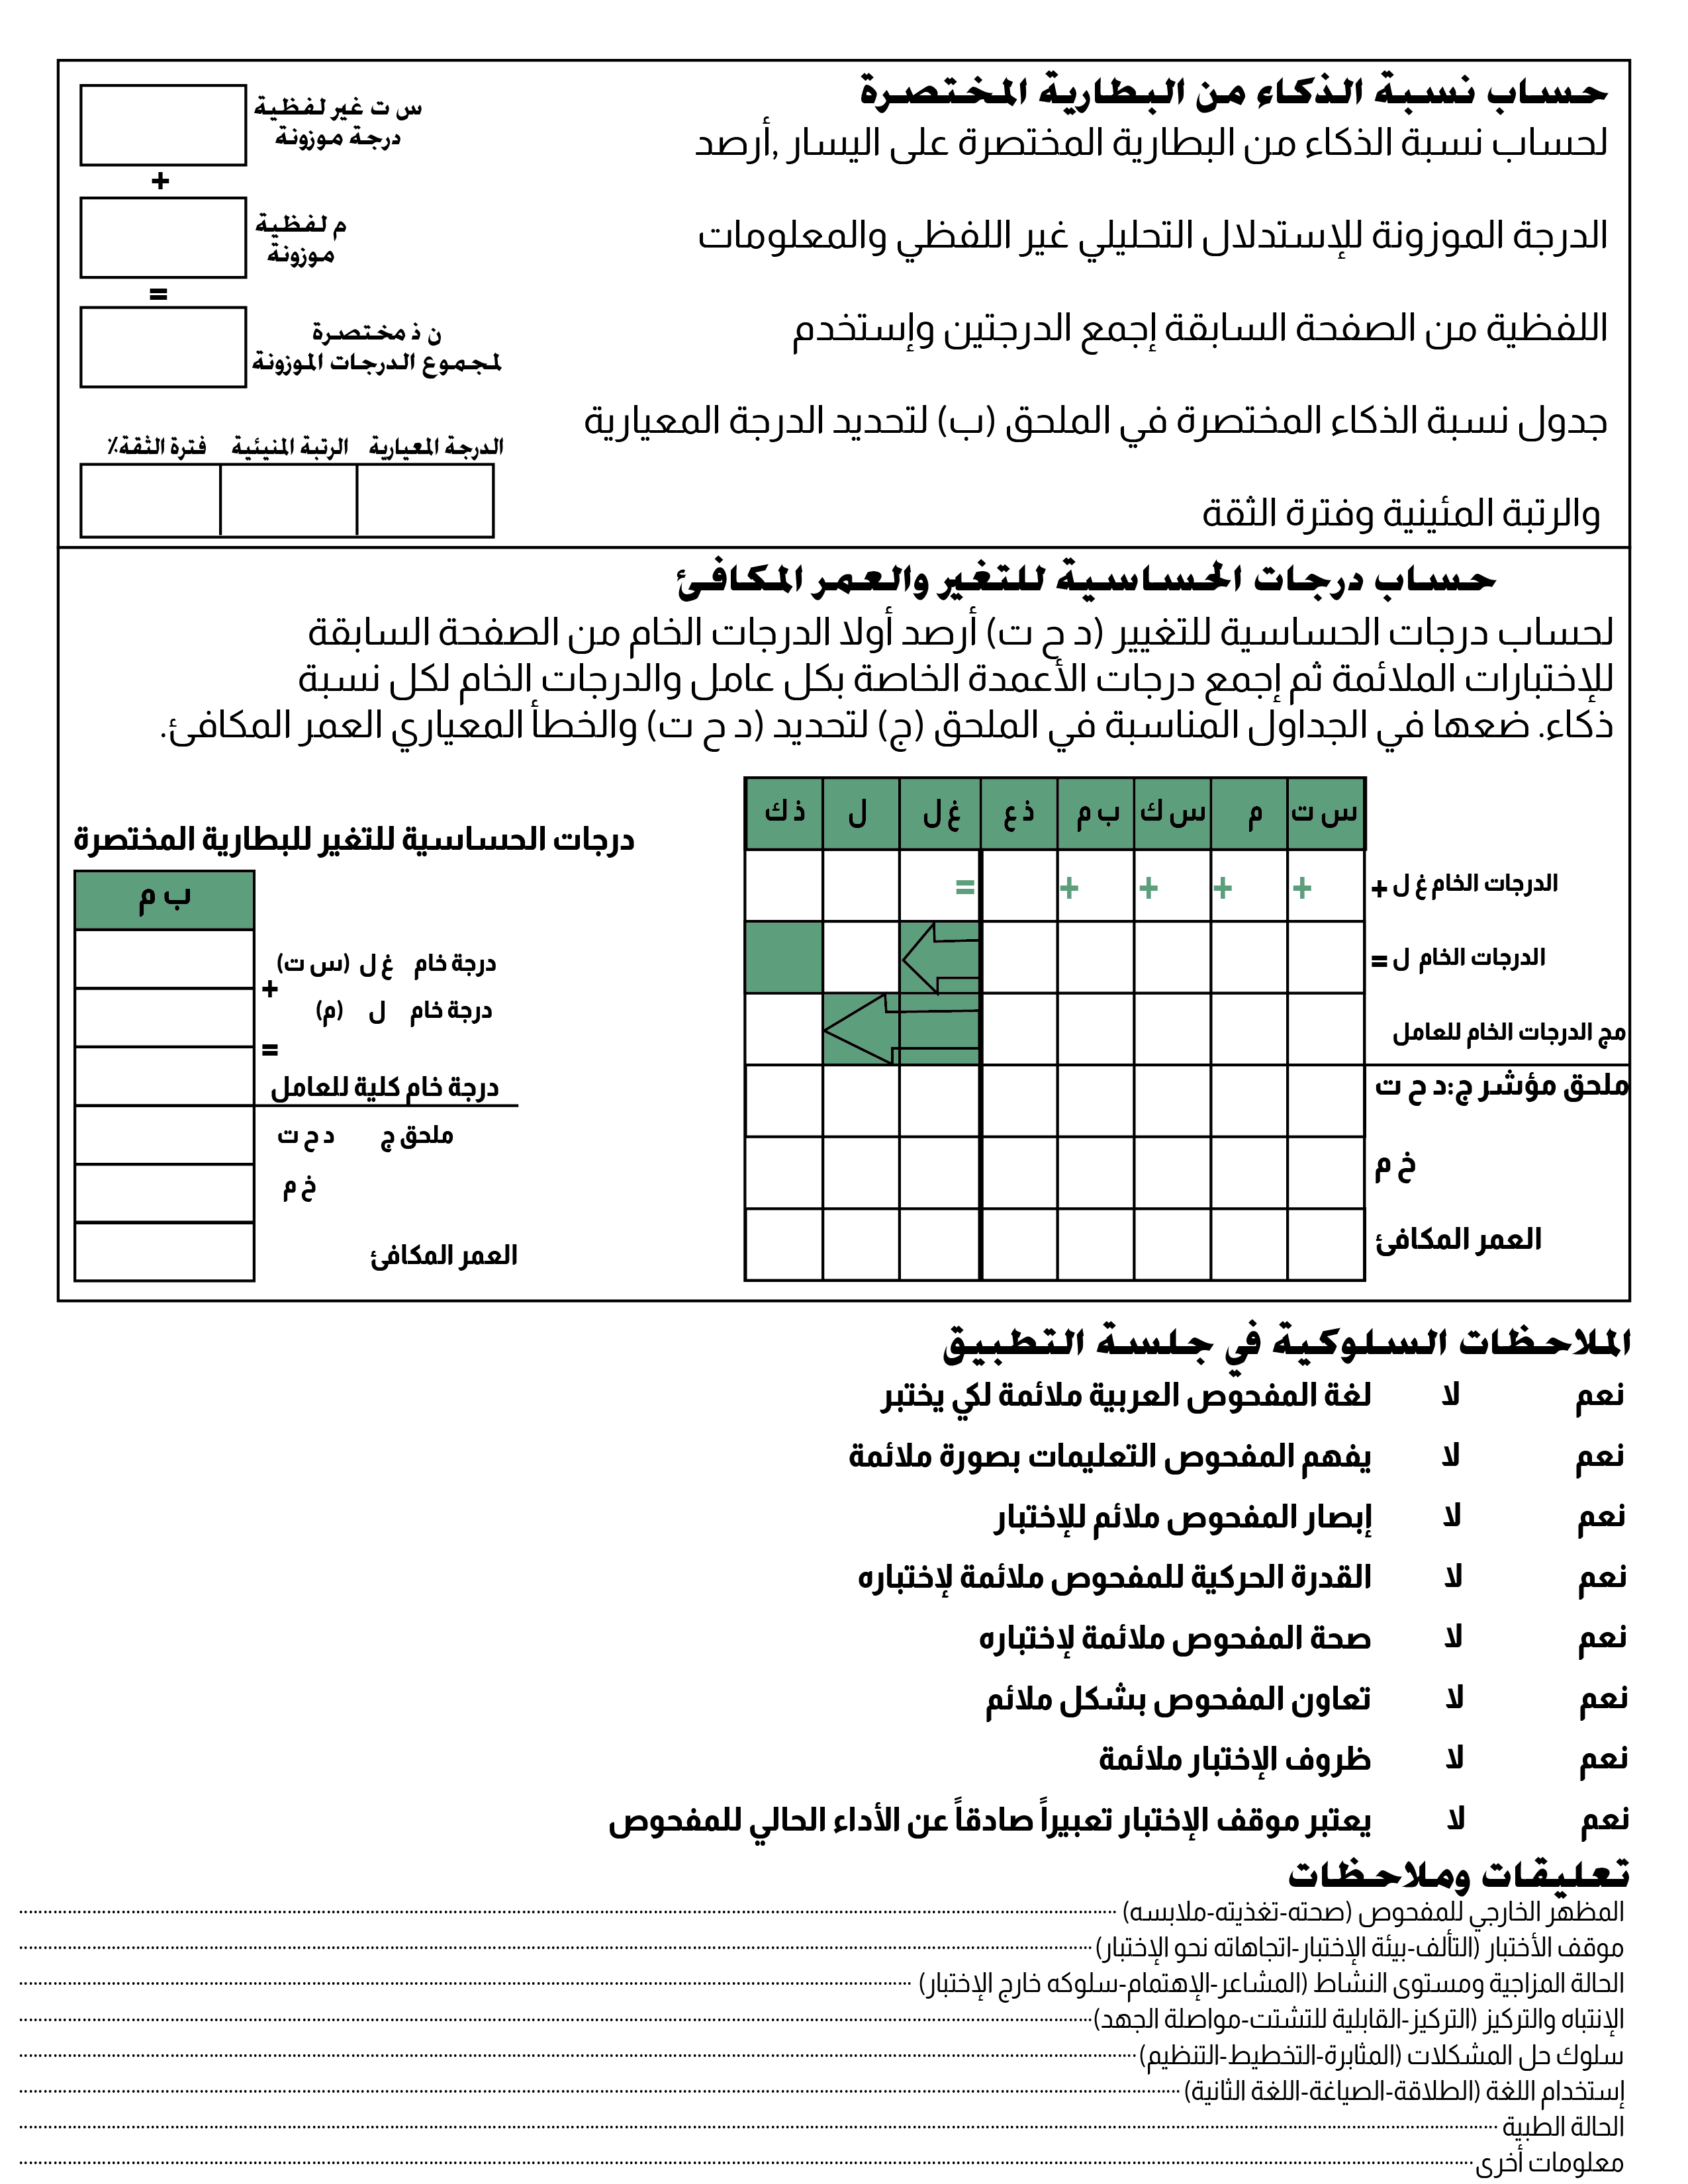 حساب نسبة الذكاء من البطارية المختصرة
لحساب نسبة الذكاء من البطارية المختصرة على اليسار ,أرصد
الدرجة الموزونة للإستدلال التحليلي غير اللفظي والمعلومات
اللفظية من الصفحة السابقة إجمع الدرجتين وإستخدم
جدول نسبة الذكاء المختصرة في الملحق (ب) لتحديد الدرجة المعيارية
والرتبة المئينية وفترة الثقة
س ت غير لفظية
درجة موزونة
+
م لفظية
موزونة
=
ن ذ مختصرة
لمجموع الدرجات الموزونة
الدرجة المعيارية الرتبة المئينية فترة الثقة٪
حساب درجات الحساسية للتغير والعمر المكافئ
لحساب درجات الحساسية للتغيير (د ح ت) أرصد أولا الدرجات الخام من الصفحة السابقة
للإختبارات الملائمة ثم إجمع درجات الأعمدة الخاصة بكل عامل والدرجات الخام لكل نسبة
ذكاء. ضعها في الجداول المناسبة في الملحق (ج) لتحديد (د ح ت) والخطأ المعياري العمر المكافئ.
س ت م س ك ب م ذ ع غ ل ل ذ ك
الدرجات الخام غ ل + + + + + =
الدرجات الخام ل =
مج الدرجات الخام للعامل
ملحق مؤشر ج:د ح ت
خ م
العمر المكافئ
درجات الحساسية للتغير للبطارية المختصرة
ب م
درجة خام غ ل (س ت)
+
درجة خام ل (م)
=
درجة خام كلية للعامل
ملحق ج د ح ت
خ م
العمر المكافئ
الملاحظات السلوكية في جلسة التطبيق
نعم لا لغة المفحوص العربية ملائمة لكي يختبر
نعم لا يفهم المفحوص التعليمات بصورة ملائمة
نعم لا إبصار المفحوص ملائم للإختبار
نعم لا القدرة الحركية للمفحوص ملائمة لإختباره
نعم لا صحة المفحوص ملائمة لإختباره
نعم لا تعاون المفحوص بشكل ملائم
نعم لا ظروف الإختبار ملائمة
نعم لا يعتبر موقف الإختبار تعبيراً صادقاً عن الأداء الحالي للمفحوص
تعليقات وملاحظات
المظهر الخارجي للمفحوص (صحته-تغذيته-ملابسه)
موقف الأختبار (التألف-بيئة الإختبار-اتجاهاته نحو الإختبار)
الحالة المزاجية ومستوى النشاط (المشاعر-الإهتمام-سلوكه خارج الإختبار)
الإنتباه والتركيز (التركيز-القابلية للتشتت-مواصلة الجهد)
سلوك حل المشكلات (المثابرة-التخطيط-التنظيم)
إستخدام اللغة (الطلاقة-الصياغة-اللغة الثانية)
الحالة الطبية
معلومات أخرى